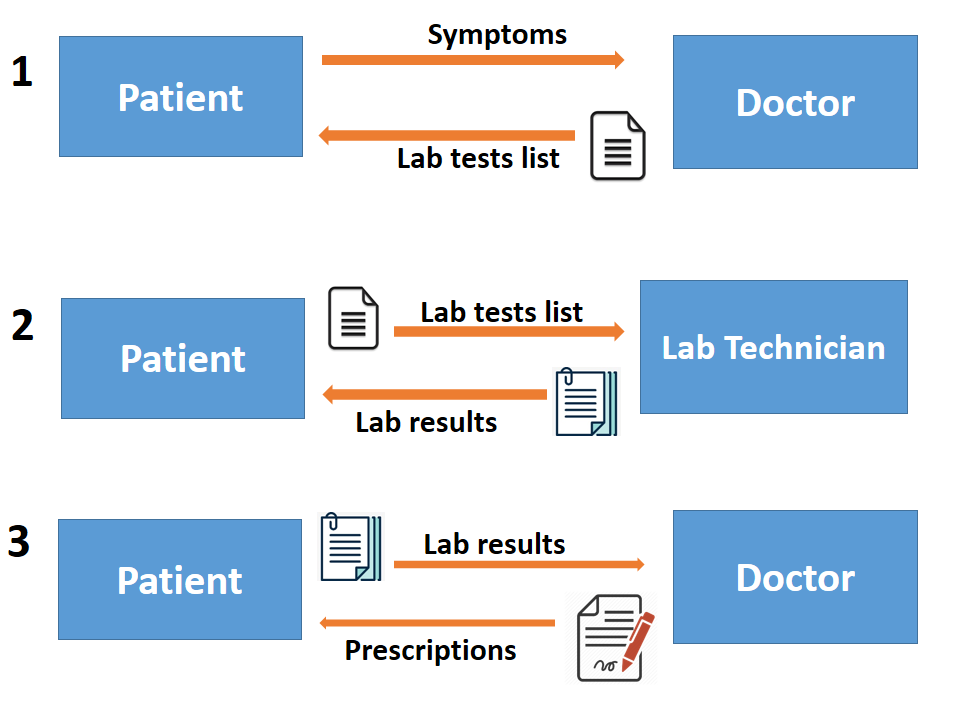 Symptoms
1
Patient
Doctor
Lab tests list
2
Lab tests list
Patient
Lab Technician
Lab results
3
Lab results
Patient
Doctor
Prescriptions